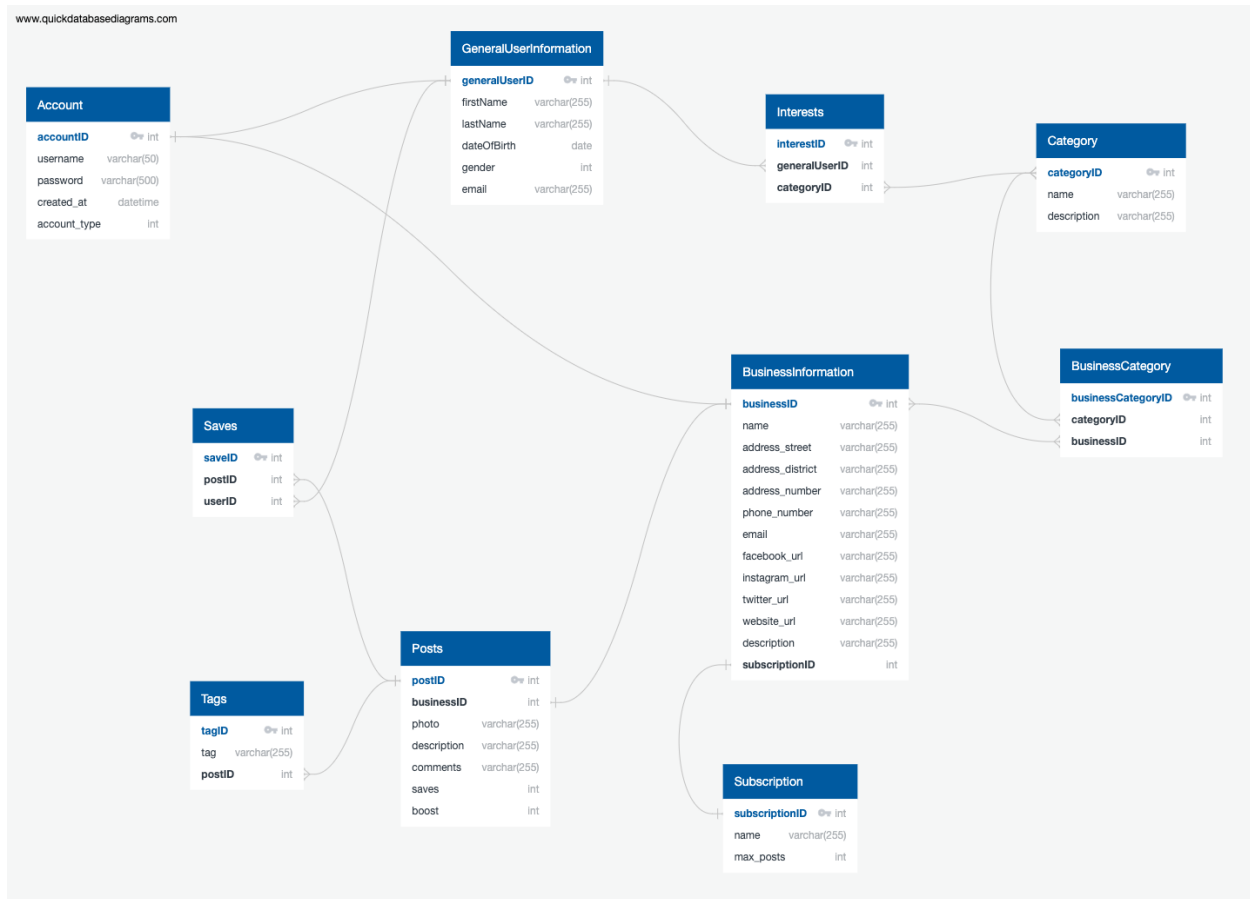 www.quickdatabasediagrams.com
GeneralUserInformation
generalUserID int
firstName varchar(255)
lastName varchar(255)
dateOfBirth date
gender int
email varchar(255)
Account
accountID int
username varchar(50)
password varchar(500)
created_at datetime
account_type int
Interests
interestID int
generalUserID int
categoryID int
Category
categoryID int
name varchar(255)
description varchar(255)
BusinessInformation
businessID int
name varchar(255)
address_street varchar(255)
address_district varchar(255)
address_number varchar(255)
phone_number varchar(255)
email varchar(255)
facebook_url varchar(255)
instagram_url varchar(255)
twitter_url varchar(255)
website_url varchar(255)
description varchar(255)
subscriptionID int
BusinessCategory
businessCategoryID int
categoryID int
businessID int
Saves
saveID int
postID int
userID int
Posts
postID int
businessID int
photo varchar(255)
description varchar(255)
comments varchar(255)
saves int
boost int
Tags
tagID int
tag varchar(255)
postID int
Subscription
subscriptionID int
name varchar(255)
max_posts int